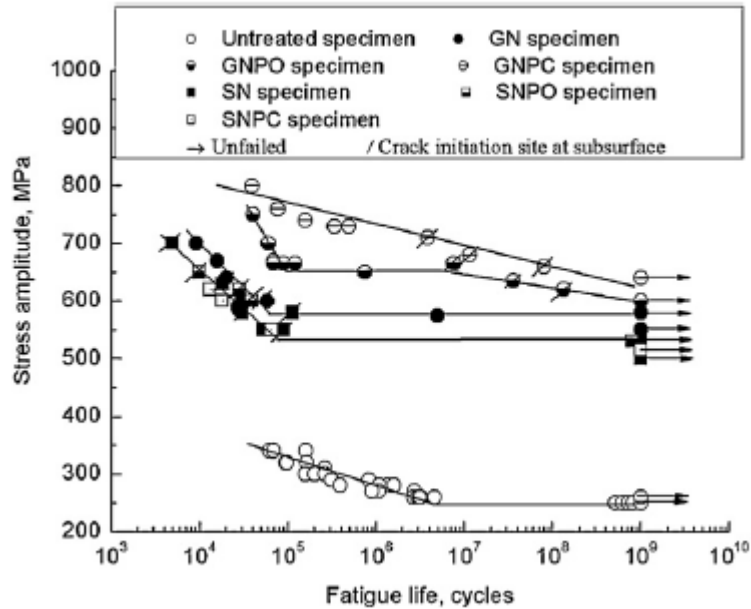 Untreated specimen GN specimen
GNPO specimen GNPC specimen
SN specimen SNPO specimen
SNPC specimen
→ Unfailed / Crack initiation site at subsurface
Stress amplitude, MPa
1000
900
800
700
600
500
400
300
200
10³ 10⁴ 10⁵ 10⁶ 10⁷ 10⁸ 10⁹ 10¹⁰
Fatigue life, cycles